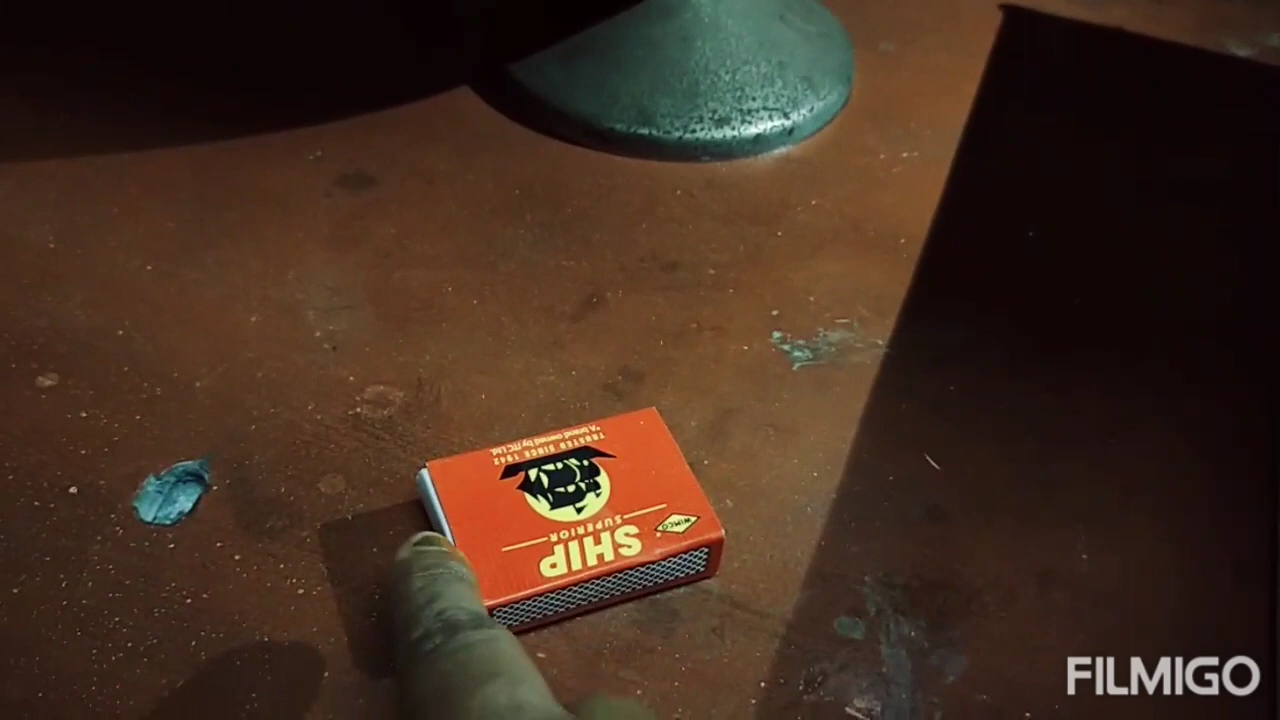 WIMCO
SHIP
SUPERIOR
TRUSTED SINCE 1942
*A brand owned by ITC Ltd.
FILMIGO